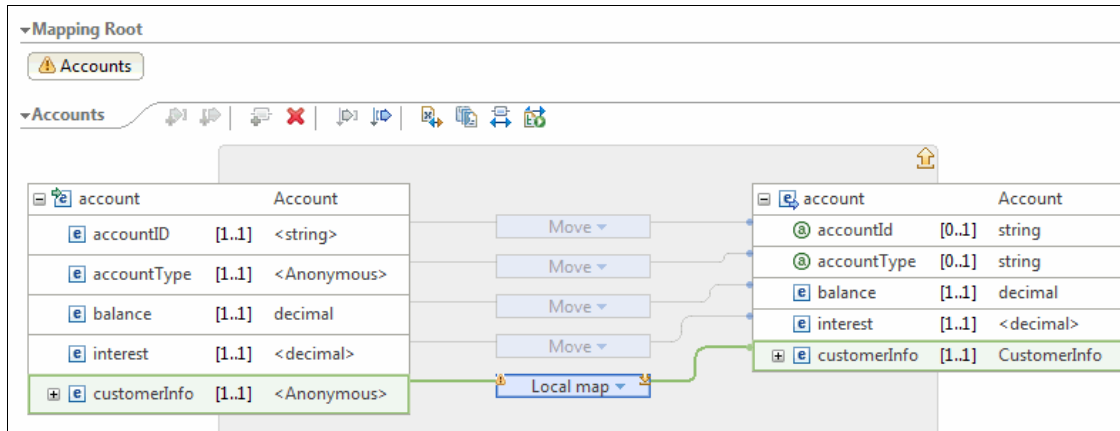 Mapping Root
Accounts
Accounts
account Account
accountID [1..1] <string>
accountType [1..1] <Anonymous>
balance [1..1] decimal
interest [1..1] <decimal>
customerInfo [1..1] <Anonymous>
Move
Move
Move
Move
Local map
account Account
accountId [0..1] string
accountType [0..1] string
balance [1..1] decimal
interest [1..1] <decimal>
customerInfo [1..1] CustomerInfo